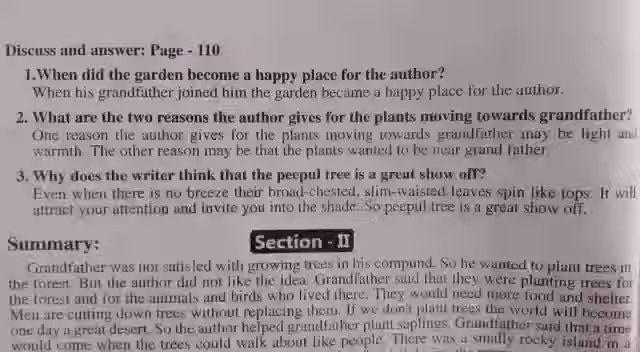 Discuss and answer: Page - 110
1.When did the garden become a happy place for the author?
When his grandfather joined him the garden became a happy place for the author.
2. What are the two reasons the author gives for the plants moving towards grandfather?
One reason the author gives for the plants moving towards grandfather may be light and
warmth. The other reason may be that the plants wanted to be near grand father.
3. Why does the writer think that the peepul tree is a great show off?
Even when there is no breeze their broad-chested, slim-waisted leaves spin like tops. It will
attract your attention and invite you into the shade. So peepul tree is a great show off.
Summary:
Section - II
Grandfather was not satisfied with growing trees in his compund. So he wanted to plant trees in
the forest. But the author did not like the idea. Grandfather said that they were planting trees for
the forest and for the animals and birds who lived there. They would need more food and shelter.
Men are cutting down trees without replacing them. If we don't plant trees the world will become
one day a great desert. So the author helped grandfather plant saplings. Grandfather said that a time
would come when the trees could walk about like people. There was a smally rocky island in a